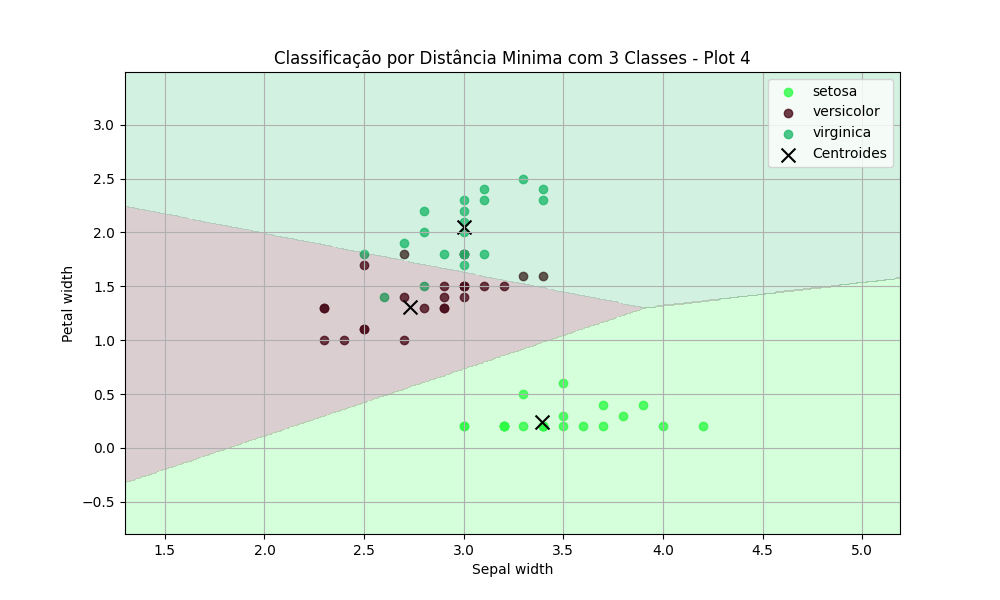 Classificação por Distância Minima com 3 Classes - Plot 4
setosa
versicolor
virginica
Centroides
Petal width
3.0
2.5
2.0
1.5
1.0
0.5
0.0
−0.5
1.5 2.0 2.5 3.0 3.5 4.0 4.5 5.0
Sepal width